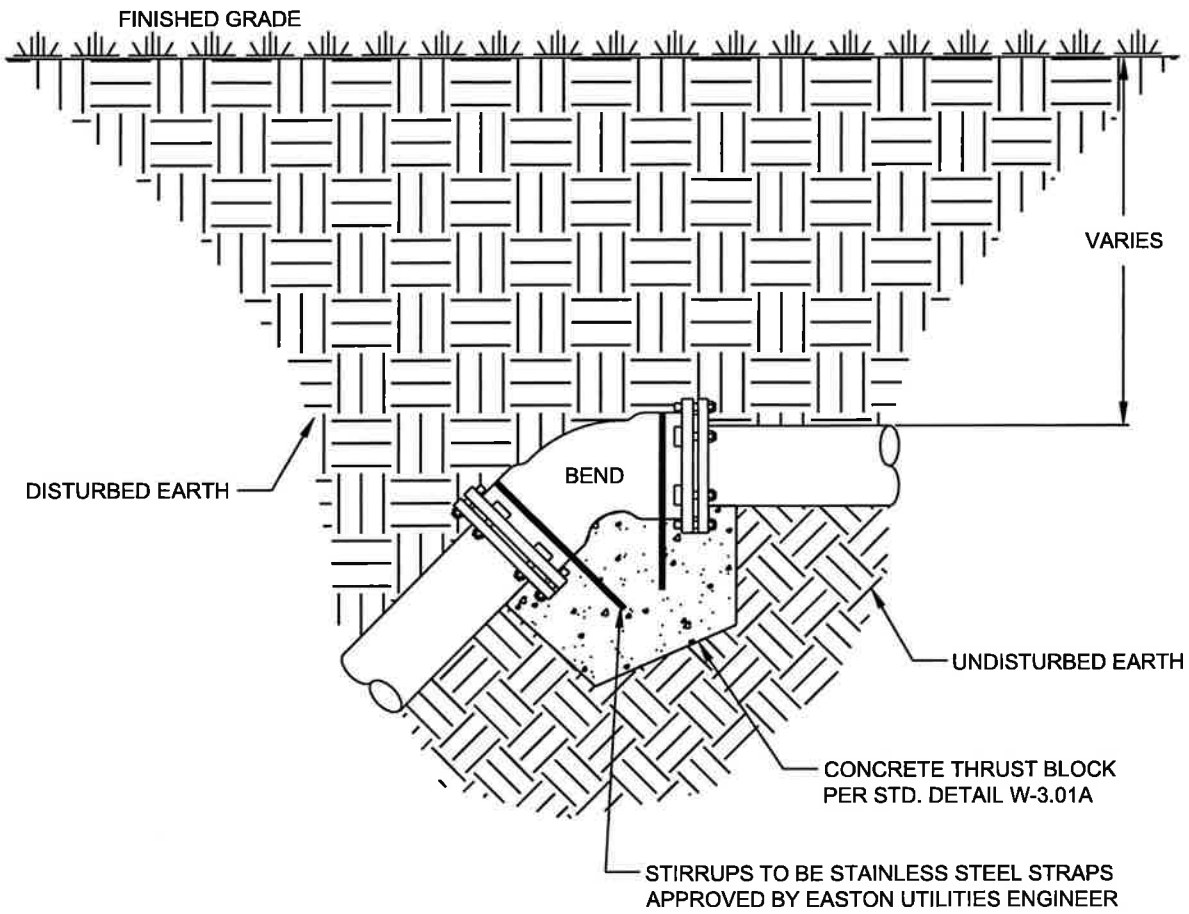 FINISHED GRADE
VARIES
BEND
DISTURBED EARTH
UNDISTURBED EARTH
CONCRETE THRUST BLOCK
PER STD. DETAIL W-3.01A
STIRRUPS TO BE STAINLESS STEEL STRAPS
APPROVED BY EASTON UTILITIES ENGINEER